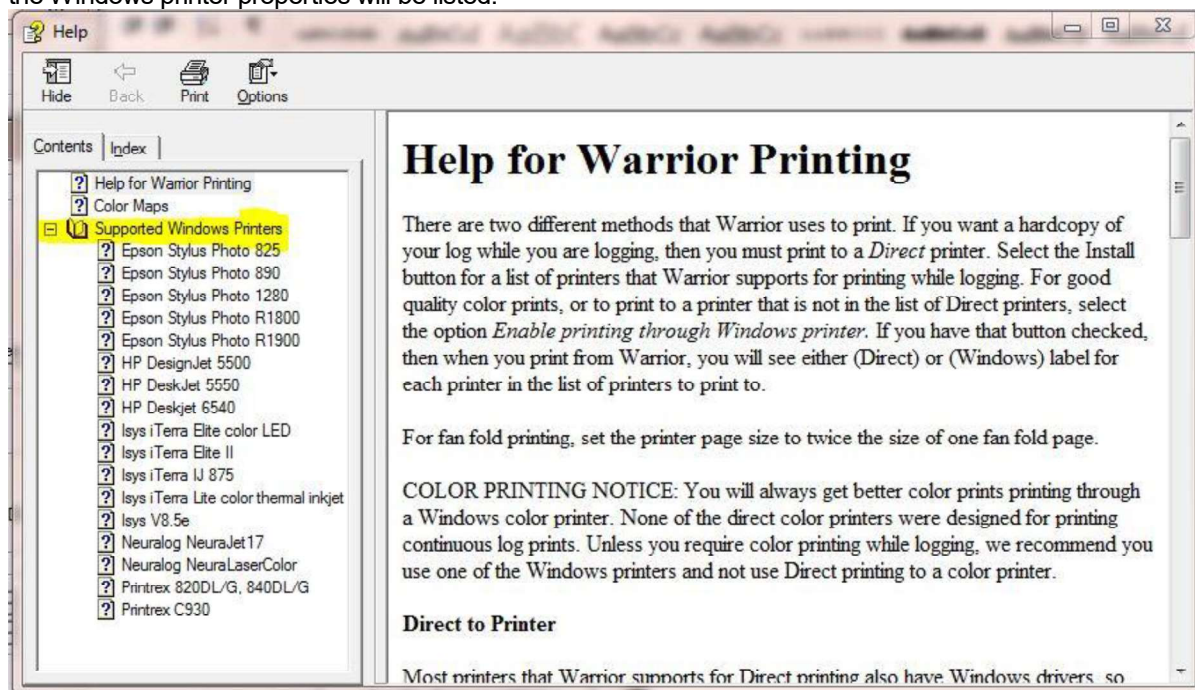 the Windows printer properties will be listed.
Help
Hide Back Print Options
Contents Index
Help for Warrior Printing
Color Maps
Supported Windows Printers
Epson Stylus Photo 825
Epson Stylus Photo 890
Epson Stylus Photo 1280
Epson Stylus Photo R1800
Epson Stylus Photo R1900
HP DesignJet 5500
HP DeskJet 5550
HP Deskjet 6540
Isys iTerra Elite color LED
Isys iTerra Elite II
Isys iTerra IJ 875
Isys iTerra Lite color thermal inkjet
Isys V8.5e
Neuralog NeuraJet17
Neuralog NeuraLaserColor
Printrex 820DL/G, 840DL/G
Printrex C930
Help for Warrior Printing
There are two different methods that Warrior uses to print. If you want a hardcopy of
your log while you are logging, then you must print to a Direct printer. Select the Install
button for a list of printers that Warrior supports for printing while logging. For good
quality color prints, or to print to a printer that is not in the list of Direct printers, select
the option Enable printing through Windows printer. If you have that button checked,
then when you print from Warrior, you will see either (Direct) or (Windows) label for
each printer in the list of printers to print to.
For fan fold printing, set the printer page size to twice the size of one fan fold page.
COLOR PRINTING NOTICE: You will always get better color prints printing through
a Windows color printer. None of the direct color printers were designed for printing
continuous log prints. Unless you require color printing while logging, we recommend you
use one of the Windows printers and not use Direct printing to a color printer.
Direct to Printer
Most printers that Warrior supports for Direct printing also have Windows drivers, so